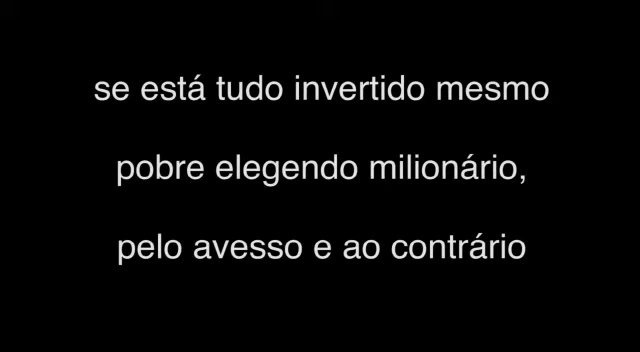 se está tudo invertido mesmo
pobre elegendo milionário,
pelo avesso e ao contrário